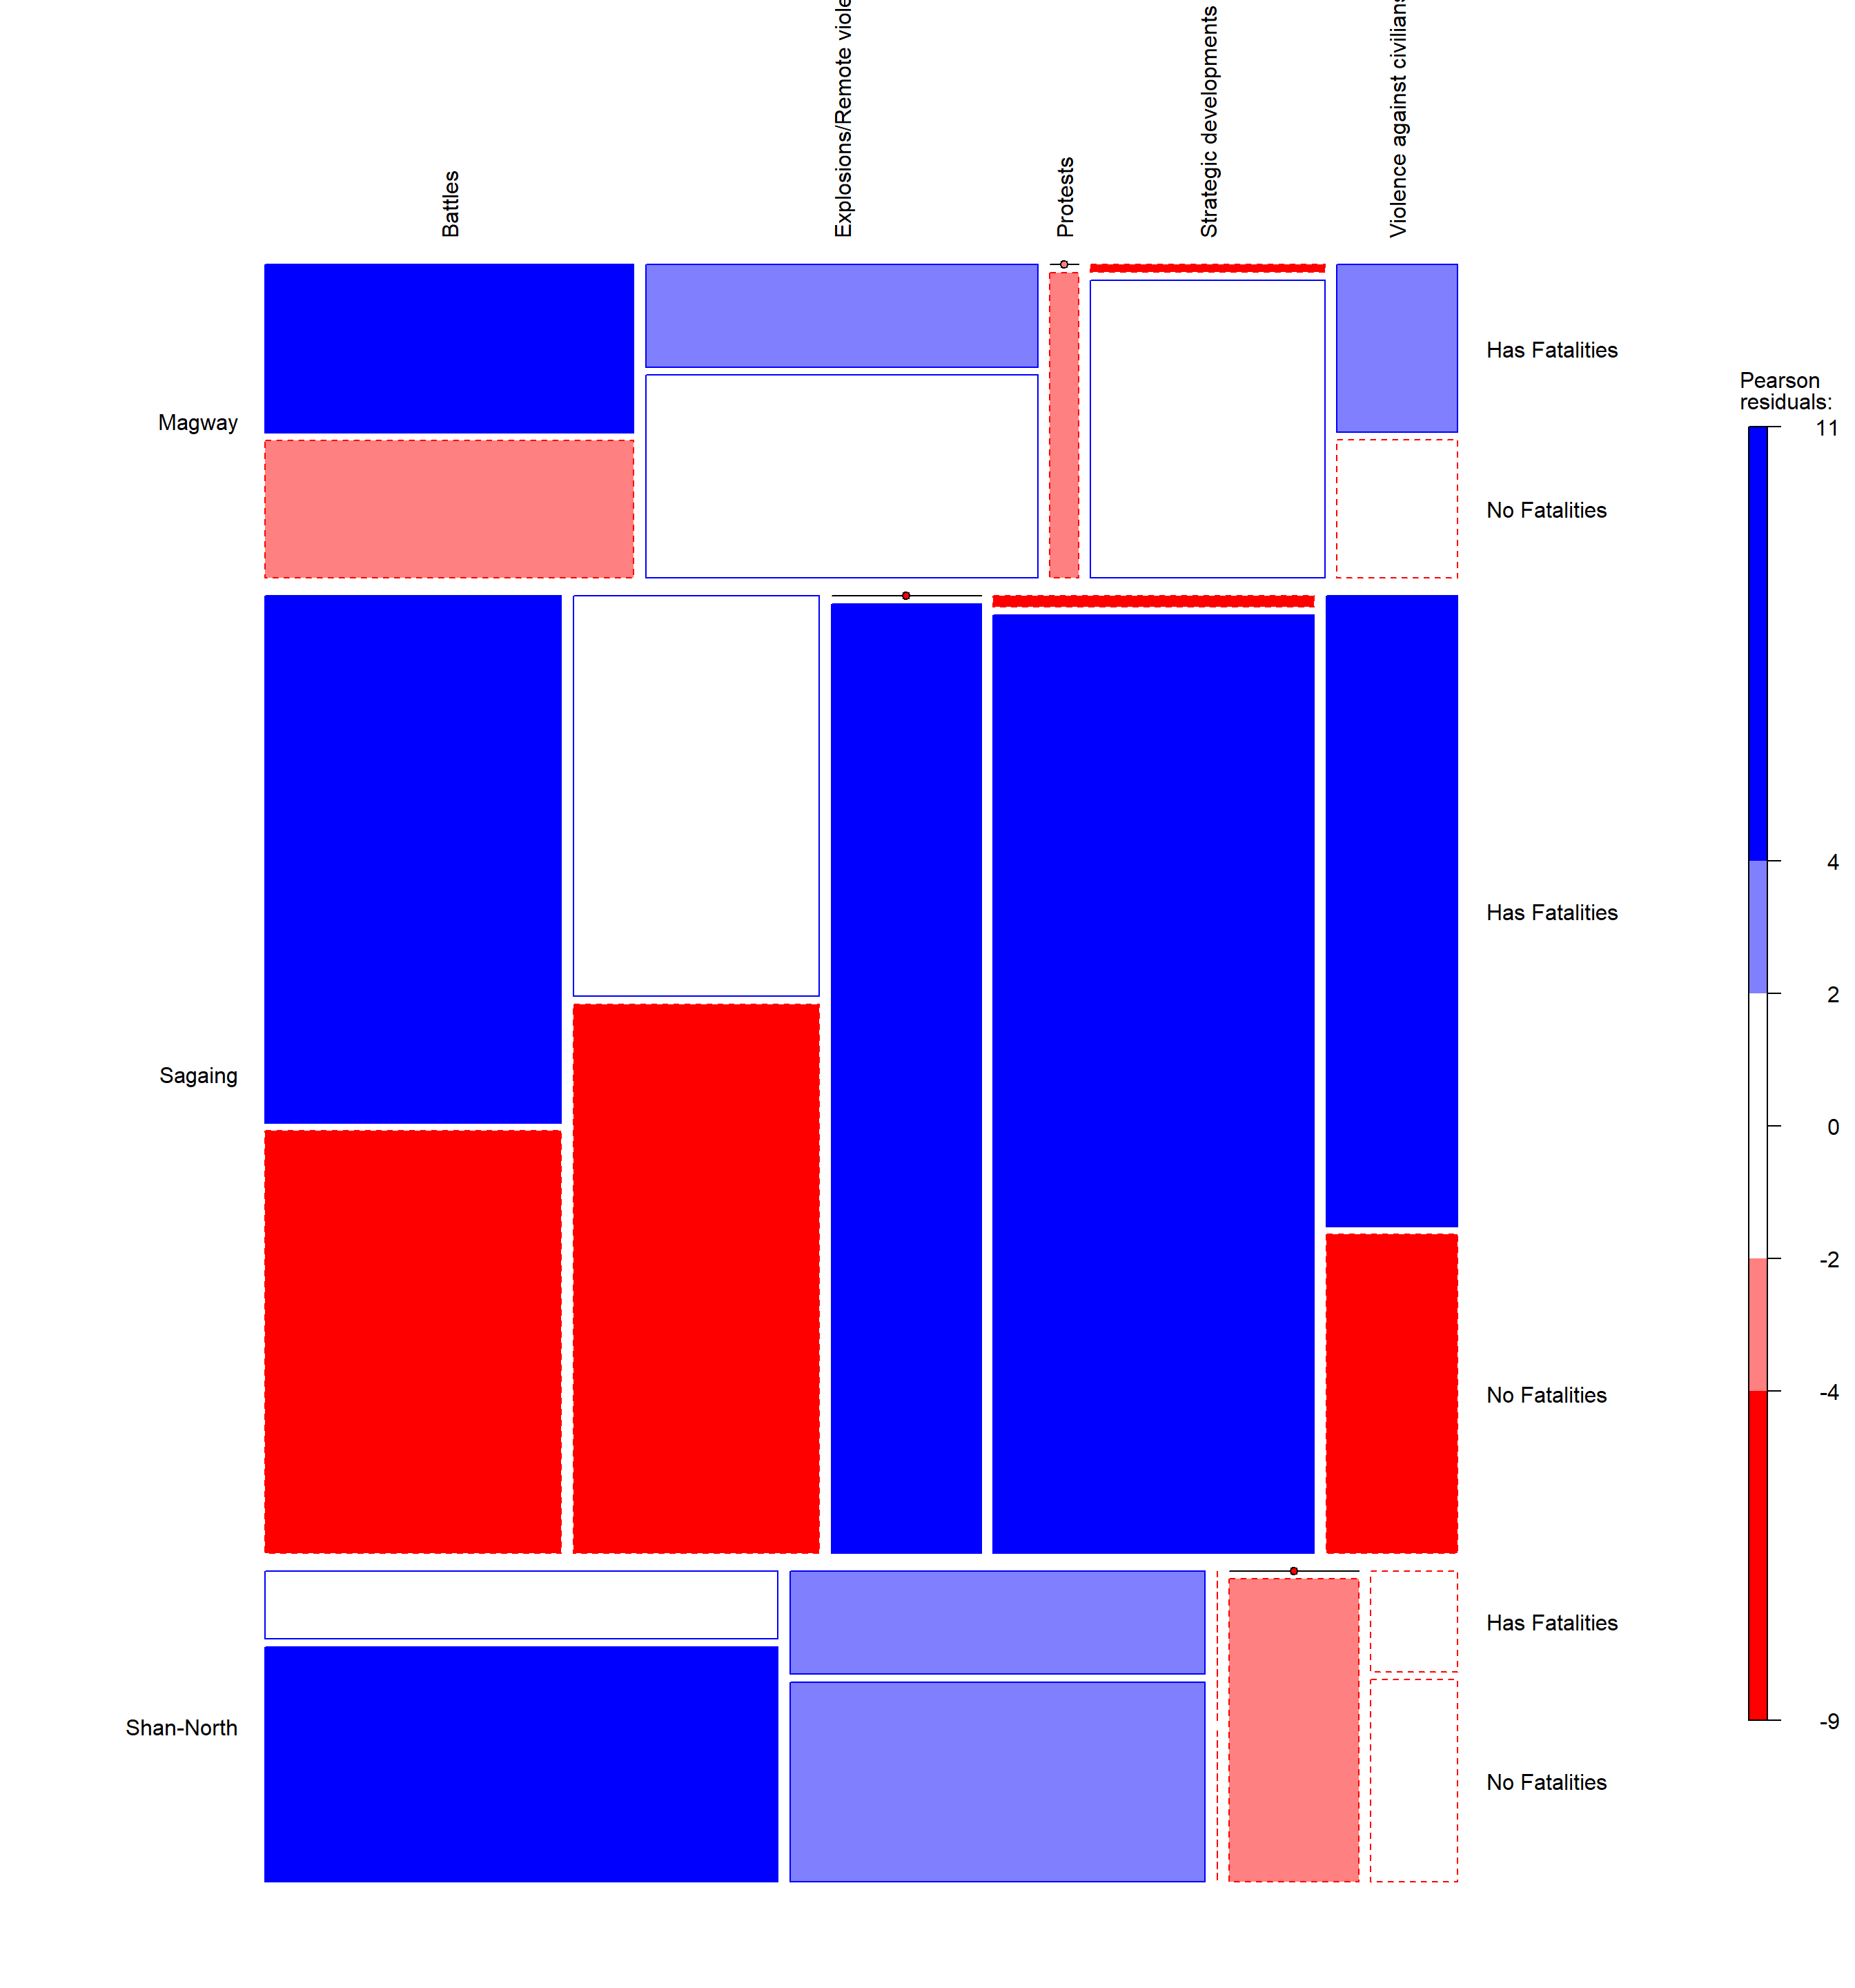 Battles
Explosions/Remote
Protests
Strategic developments
Violence against civilians
Magway
Has Fatalities
No Fatalities
Sagaing
Has Fatalities
No Fatalities
Shan-North
Has Fatalities
No Fatalities
Pearson
residuals:
11
4
2
0
-2
-4
-9